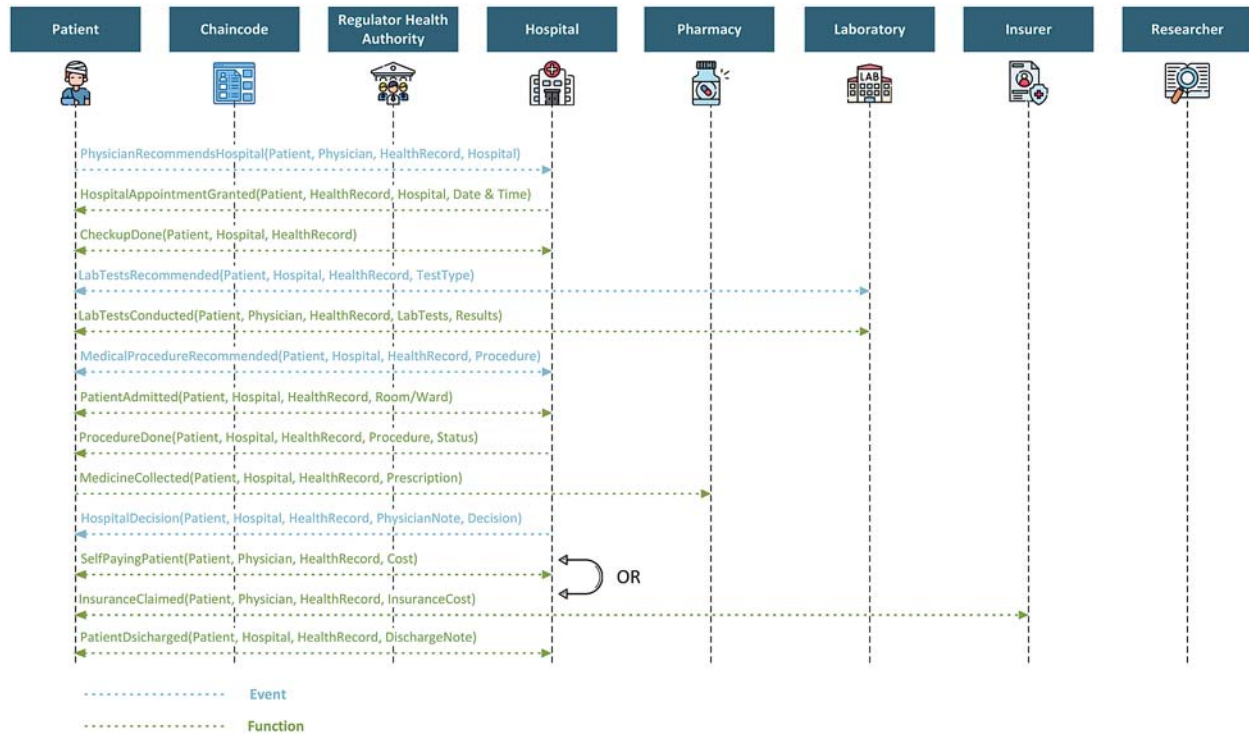 Patient
Chaincode
Regulator Health
Authority
Hospital
Pharmacy
Laboratory
Insurer
Researcher
LAB
PhysicianRecommendsHospital(Patient, Physician, HealthRecord, Hospital)
HospitalAppointmentGranted(Patient, HealthRecord, Hospital, Date & Time)
CheckupDone(Patient, Hospital, HealthRecord)
LabTestsRecommended(Patient, Hospital, HealthRecord, TestType)
LabTestsConducted(Patient, Physician, HealthRecord, LabTests, Results)
MedicalProcedureRecommended(Patient, Hospital, HealthRecord, Procedure)
PatientAdmitted(Patient, Hospital, HealthRecord, Room/Ward)
ProcedureDone(Patient, Hospital, HealthRecord, Procedure, Status)
MedicineCollected(Patient, Hospital, HealthRecord, Prescription)
HospitalDecision(Patient, Hospital, HealthRecord, PhysicianNote, Decision)
SelfPayingPatient(Patient, Physician, HealthRecord, Cost)
OR
InsuranceClaimed(Patient, Physician, HealthRecord, InsuranceCost)
PatientDsicharged(Patient, Hospital, HealthRecord, DischargeNote)
Event
Function